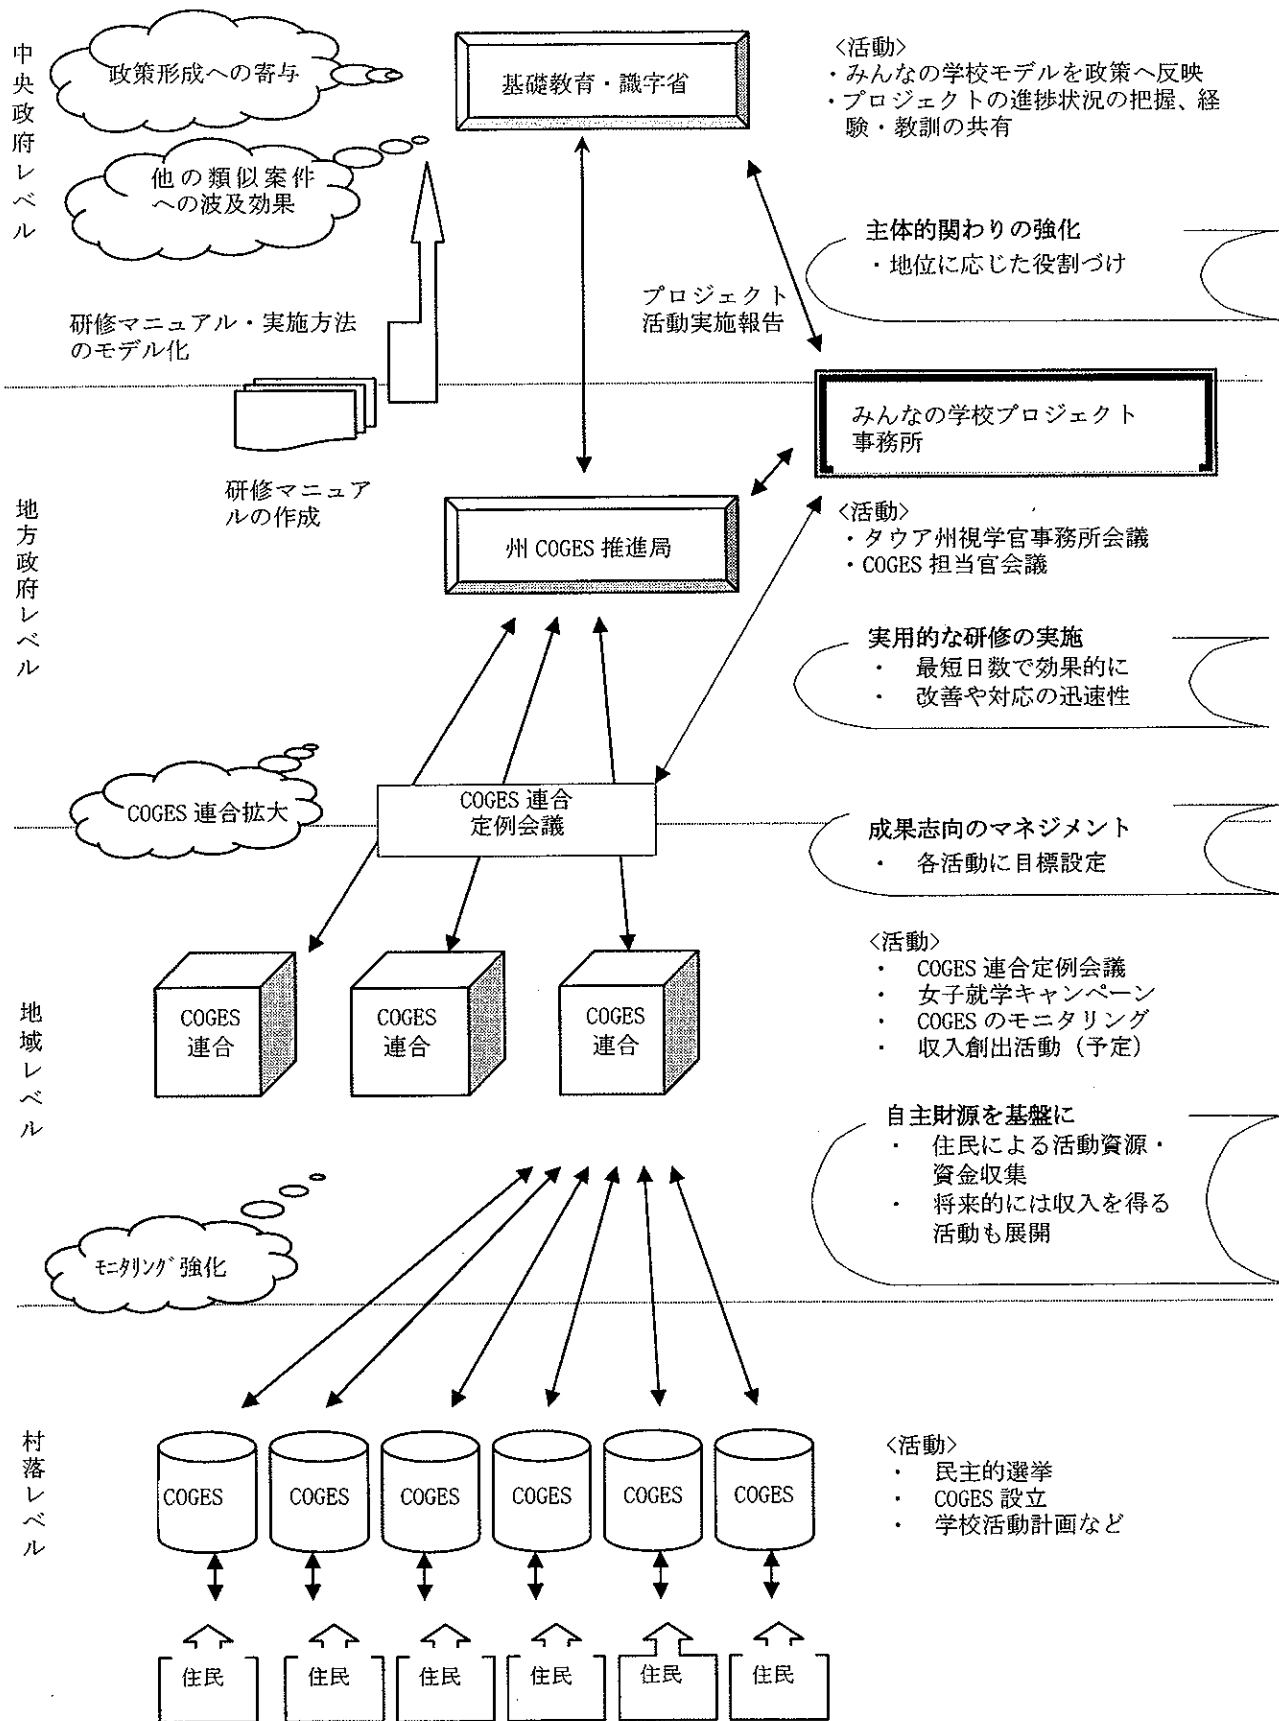 中央政府レベル
政策形成への寄与
他の類似案件
への波及効果
基礎教育・識字省
<活動>
・みんなの学校モデルを政策へ反映
・プロジェクトの進捗状況の把握、経
験・教訓の共有
主体的関わりの強化
・地位に応じた役割づけ
プロジェクト
活動実施報告
研修マニュアル・実施方法
のモデル化
地方政府レベル
研修マニュア
ルの作成
みんなの学校プロジェクト
事務所
州 COGES 推進局
<活動>
・タウア州視学官事務所会議
・COGES 担当官会議
実用的な研修の実施
・ 最短日数で効果的に
・ 改善や対応の迅速性
COGES 連合拡大
COGES 連合
定例会議
成果志向のマネジメント
・ 各活動に目標設定
地域レベル
COGES
連合
COGES
連合
COGES
連合
<活動>
・ COGES 連合定例会議
・ 女子就学キャンペーン
・ COGES のモニタリング
・ 収入創出活動（予定）
自主財源を基盤に
・ 住民による活動資源・
資金収集
・ 将来的には収入を得る
活動も展開
モニタリング強化
村落レベル
COGES
COGES
COGES
COGES
COGES
COGES
<活動>
・ 民主的選挙
・ COGES 設立
・ 学校活動計画など
住民
住民
住民
住民
住民
住民